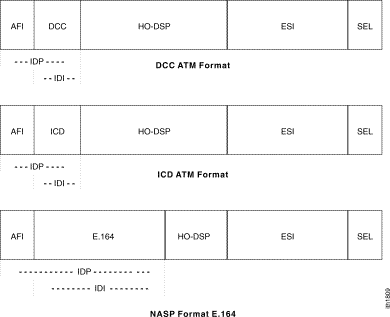 AFI DCC HO-DSP ESI SEL
IDP
IDI
DCC ATM Format
AFI ICD HO-DSP ESI SEL
IDP
IDI
ICD ATM Format
AFI E.164 HO-DSP ESI SEL
IDP
IDI
NASP Format E.164
ith1809